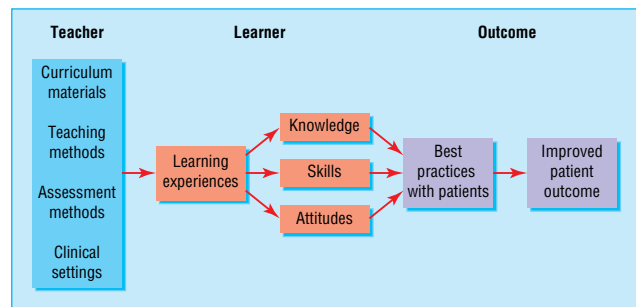 Teacher
Learner
Outcome
Curriculum
materials
Teaching
methods
Assessment
methods
Clinical
settings
Learning
experiences
Knowledge
Skills
Attitudes
Best
practices
with patients
Improved
patient
outcome